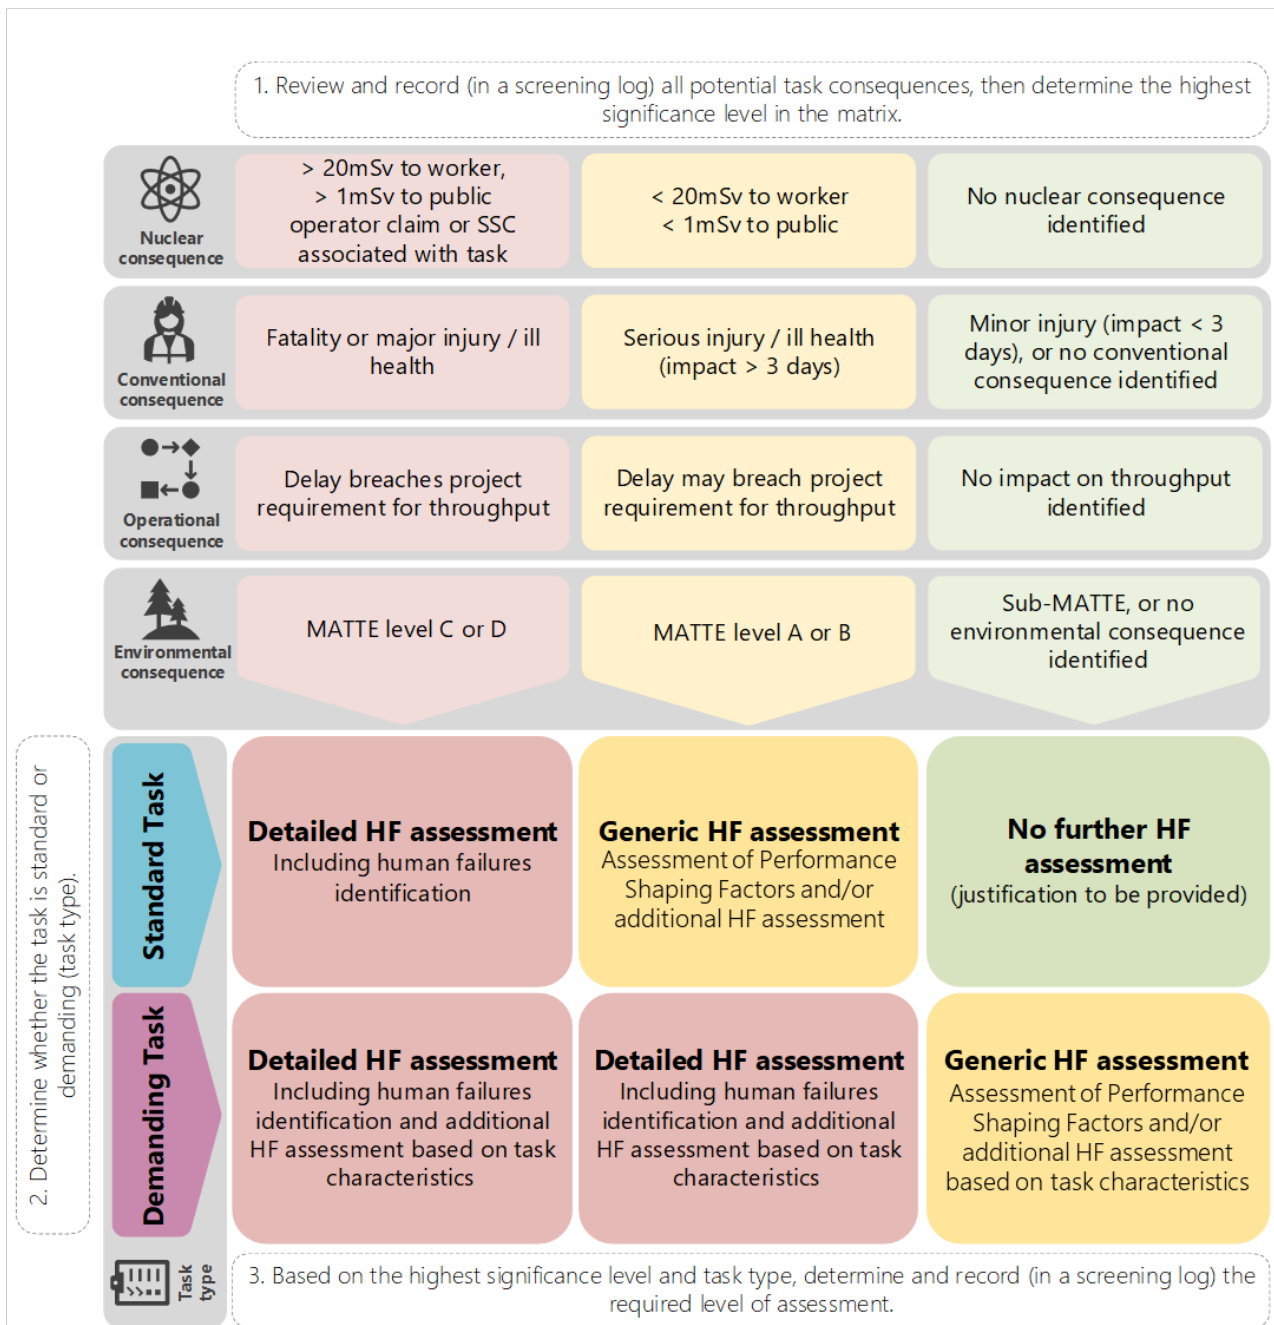 1. Review and record (in a screening log) all potential task consequences, then determine the highest
significance level in the matrix.
Nuclear
consequence
> 20mSv to worker,
> 1mSv to public
operator claim or SSC
associated with task
< 20mSv to worker
< 1mSv to public
No nuclear consequence
identified
Conventional
consequence
Fatality or major injury / ill
health
Serious injury / ill health
(impact > 3 days)
Minor injury (impact < 3
days), or no conventional
consequence identified
Operational
consequence
Delay breaches project
requirement for throughput
Delay may breach project
requirement for throughput
No impact on throughput
identified
Environmental
consequence
MATTE level C or D
MATTE level A or B
Sub-MATTE, or no
environmental consequence
identified
2. Determine whether the task is standard or
demanding (task type).
Standard Task
Detailed HF assessment
Including human failures
identification
Generic HF assessment
Assessment of Performance
Shaping Factors and/or
additional HF assessment
No further HF
assessment
(justification to be provided)
Demanding Task
Detailed HF assessment
Including human failures
identification and additional
HF assessment based on task
characteristics
Detailed HF assessment
Including human failures
identification and additional
HF assessment based on task
characteristics
Generic HF assessment
Assessment of Performance
Shaping Factors and/or
additional HF assessment
based on task characteristics
Task
type
3. Based on the highest significance level and task type, determine and record (in a screening log) the
required level of assessment.